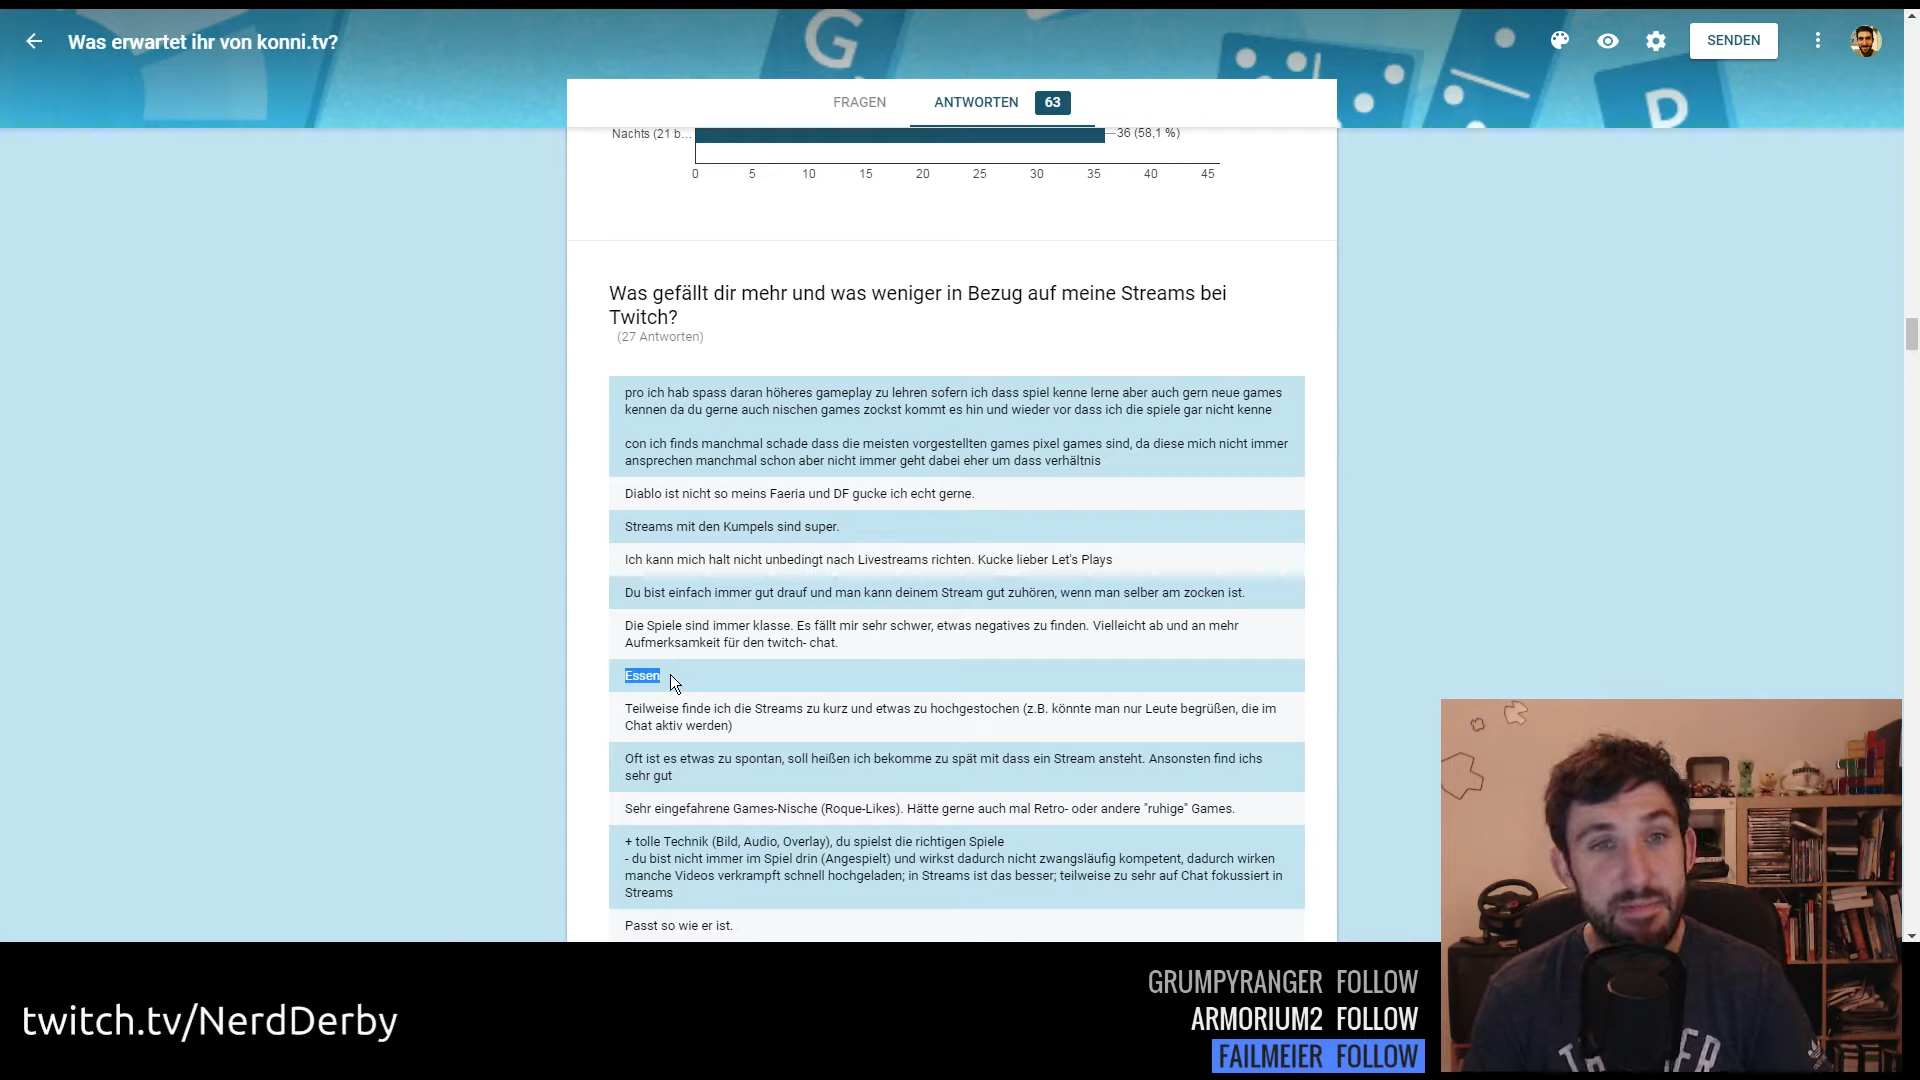 Was erwartet ihr von konni.tv?
SENDEN
G
D
FRAGEN ANTWORTEN 63
Nachts (21 b... 36 (58,1 %)
0 5 10 15 20 25 30 35 40 45
Was gefällt dir mehr und was weniger in Bezug auf meine Streams bei
Twitch?
(27 Antworten)
pro ich hab spass daran höheres gameplay zu lehren sofern ich dass spiel kenne lerne aber auch gern neue games
kennen da du gerne auch nischen games zockst kommt es hin und wieder vor dass ich die spiele gar nicht kenne
con ich finds manchmal schade dass die meisten vorgestellten games pixel games sind, da diese mich nicht immer
ansprechen manchmal schon aber nicht immer geht dabei eher um dass verhältnis
Diablo ist nicht so meins Faeria und DF gucke ich echt gerne.
Streams mit den Kumpels sind super.
Ich kann mich halt nicht unbedingt nach Livestreams richten. Kucke lieber Let's Plays
Du bist einfach immer gut drauf und man kann deinem Stream gut zuhören, wenn man selber am zocken ist.
Die Spiele sind immer klasse. Es fällt mir sehr schwer, etwas negatives zu finden. Vielleicht ab und an mehr
Aufmerksamkeit für den twitch- chat.
Essen
Teilweise finde ich die Streams zu kurz und etwas zu hochgestochen (z.B. könnte man nur Leute begrüßen, die im
Chat aktiv werden)
Oft ist es etwas zu spontan, soll heißen ich bekomme zu spät mit dass ein Stream ansteht. Ansonsten find ichs
sehr gut
Sehr eingefahrene Games-Nische (Roque-Likes). Hätte gerne auch mal Retro- oder andere "ruhige" Games.
+ tolle Technik (Bild, Audio, Overlay), du spielst die richtigen Spiele
- du bist nicht immer im Spiel drin (Angespielt) und wirkst dadurch nicht zwangsläufig kompetent, dadurch wirken
manche Videos verkrampft schnell hochgeladen; in Streams ist das besser; teilweise zu sehr auf Chat fokussiert in
Streams
Passt so wie er ist.
GRUMPYRANGER FOLLOW
twitch.tv/NerdDerby
ARMORIUM2 FOLLOW
FAILMEIER FOLLOW